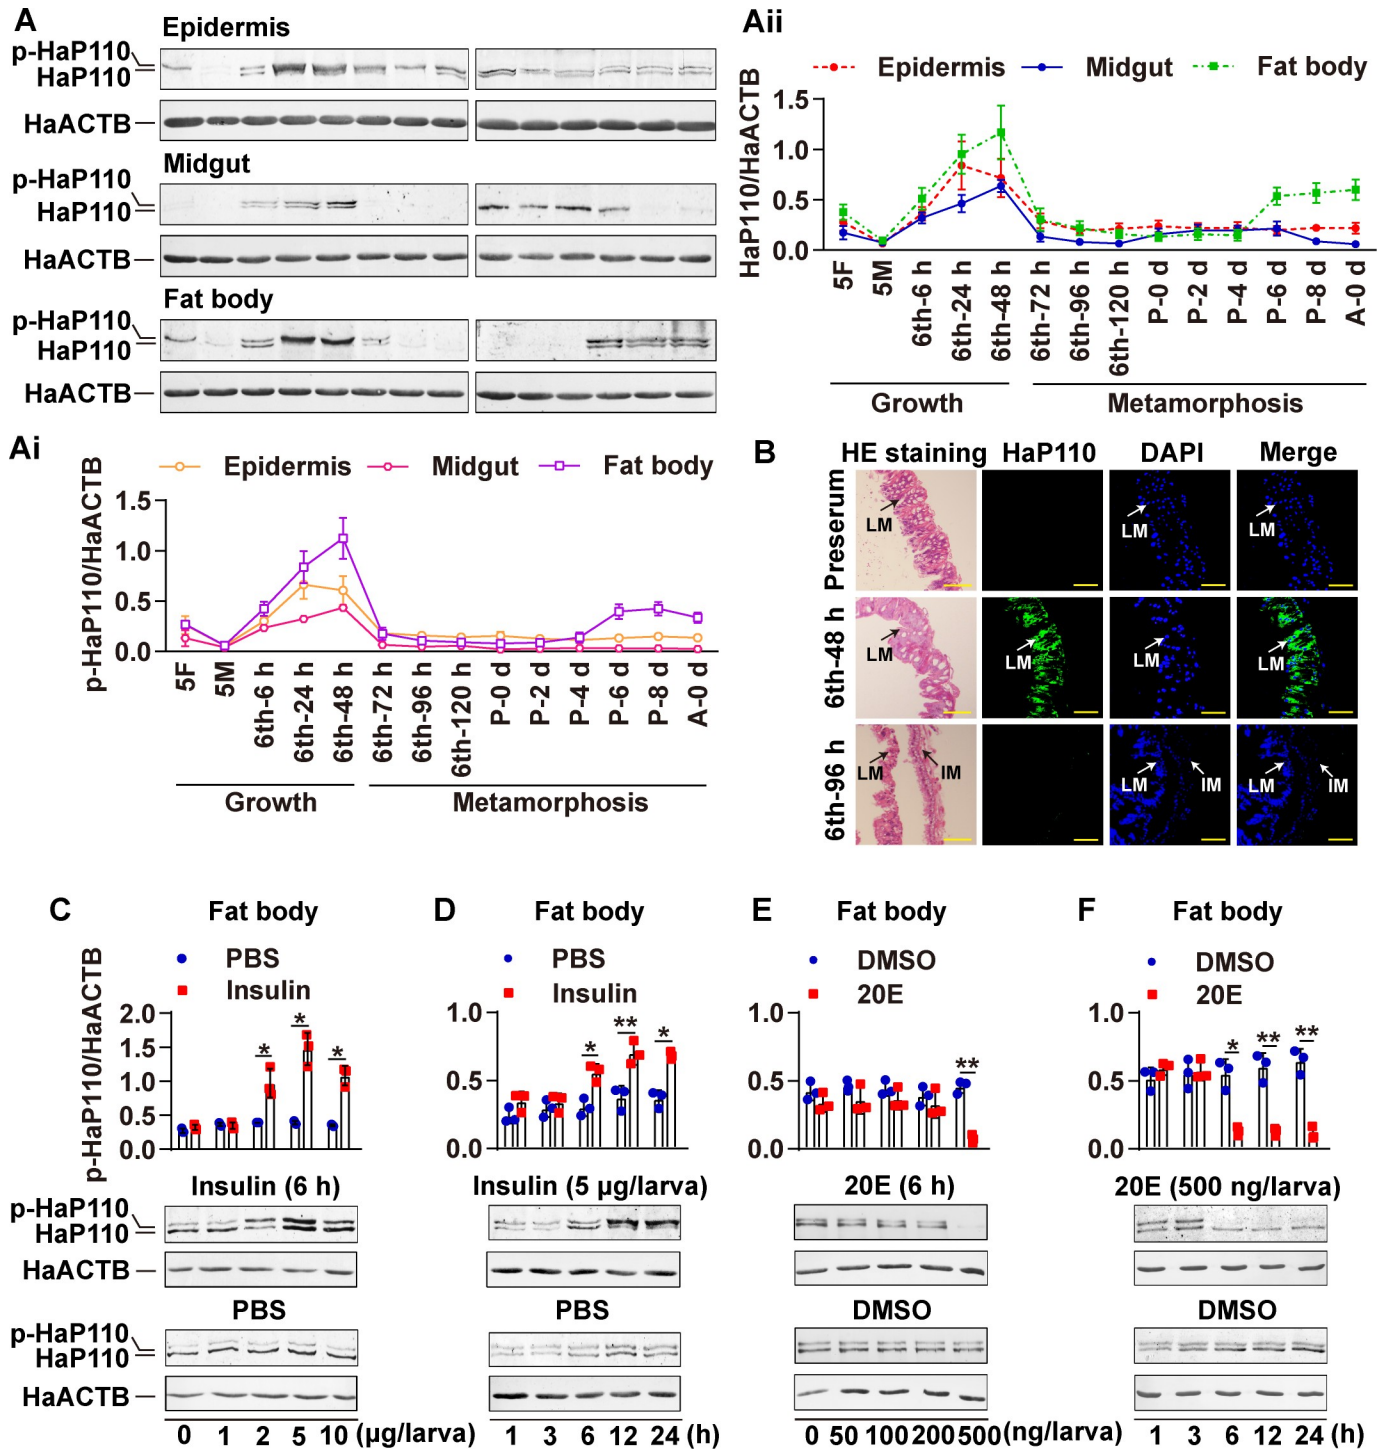 A
Epidermis
p-HaP110
HaP110
HaACTB
Midgut
p-HaP110
HaP110
HaACTB
Fat body
p-HaP110
HaP110
HaACTB
Aii
Epidermis Midgut Fat body
HaP110/HaACTB
1.5
1.0
0.5
0.0
5F 5M 6th-6 h 6th-24 h 6th-48 h 6th-72 h 6th-96 h 6th-120 h P-0 d P-2 d P-4 d P-6 d P-8 d A-0 d
Growth Metamorphosis
Ai
Epidermis Midgut Fat body
p-HaP110/HaACTB
1.5
1.0
0.5
0.0
5F 5M 6th-6 h 6th-24 h 6th-48 h 6th-72 h 6th-96 h 6th-120 h P-0 d P-2 d P-4 d P-6 d P-8 d A-0 d
Growth Metamorphosis
B
HE staining HaP110 DAPI Merge
Preserum
LM LM LM
6th-48 h
LM LM LM LM
6th-96 h
LM IM LM IM LM IM
C Fat body
PBS
Insulin
p-HaP110/HaACTB
2.0
1.5
1.0
0.5
0.0
* * *
Insulin (6 h)
p-HaP110
HaP110
HaACTB
PBS
p-HaP110
HaP110
HaACTB
0 1 2 5 10 (µg/larva)
D Fat body
PBS
Insulin
1.0
0.5
0.0
* ** *
Insulin (5 µg/larva)
PBS
1 3 6 12 24 (h)
E Fat body
DMSO
20E
1.0
0.5
0.0
**
20E (6 h)
DMSO
0 50 100 200 500 (ng/larva)
F Fat body
DMSO
20E
1.0
0.5
0.0
* ** **
20E (500 ng/larva)
DMSO
1 3 6 12 24 (h)